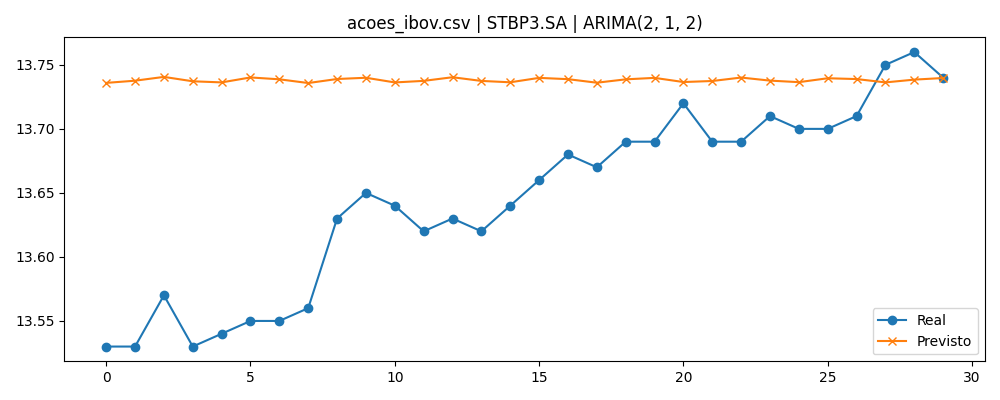 acoes_ibov.csv | STBP3.SA | ARIMA(2, 1, 2)
13.75
13.70
13.65
13.60
13.55
Real
Previsto
0 5 10 15 20 25 30